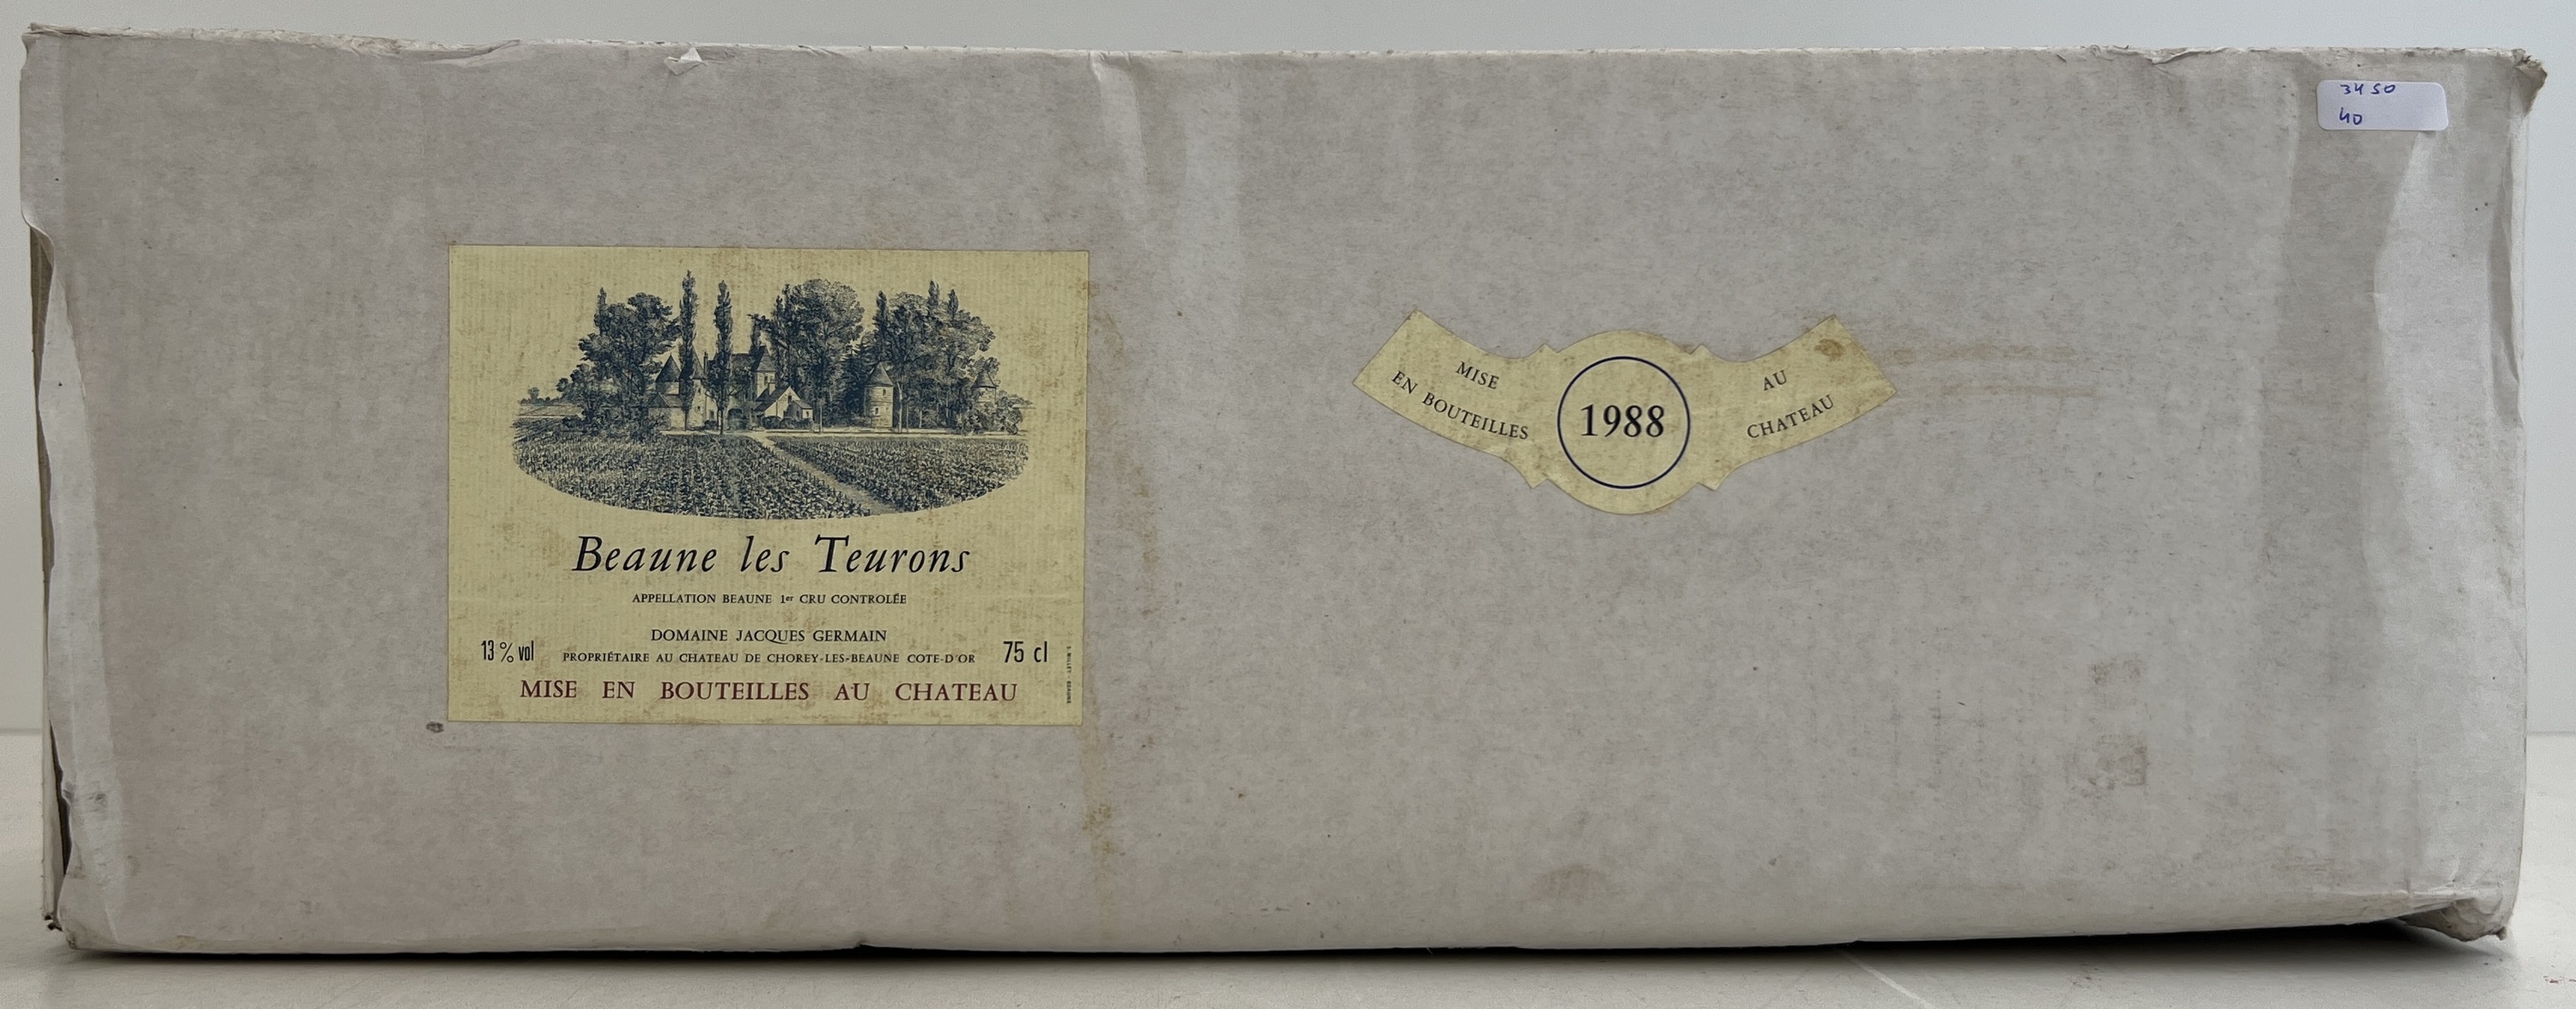 3450
40
Beaune les Teurons
APPELLATION BEAUNE 1er CRU CONTROLÉE
DOMAINE JACQUES GERMAIN
13 % vol PROPRIÉTAIRE AU CHATEAU DE CHOREY-LES-BEAUNE COTE-D'OR 75 cl
MISE EN BOUTEILLES AU CHATEAU
MISE
EN BOUTEILLES
1988
AU
CHATEAU